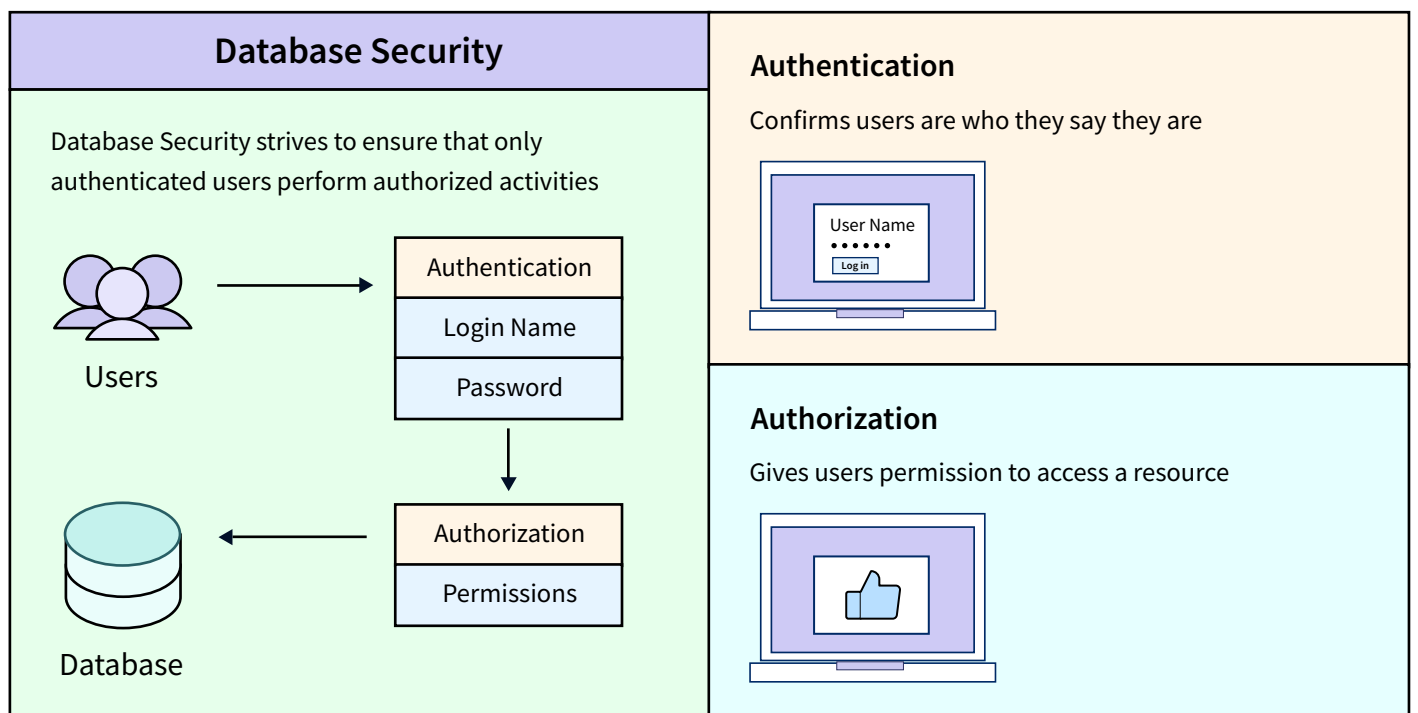 Database Security
Database Security strives to ensure that only
authenticated users perform authorized activities
Users
Authentication
Login Name
Password
Authorization
Permissions
Database
Authentication
Confirms users are who they say they are
User Name
Log in
Authorization
Gives users permission to access a resource